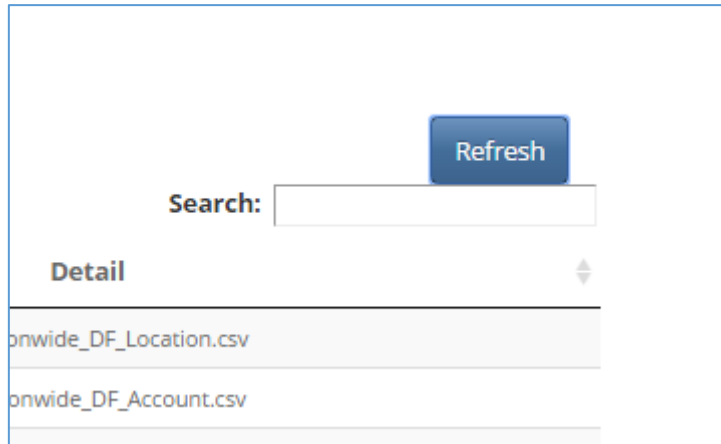 Refresh
Search:
Detail
onwide_DF_Location.csv
onwide_DF_Account.csv